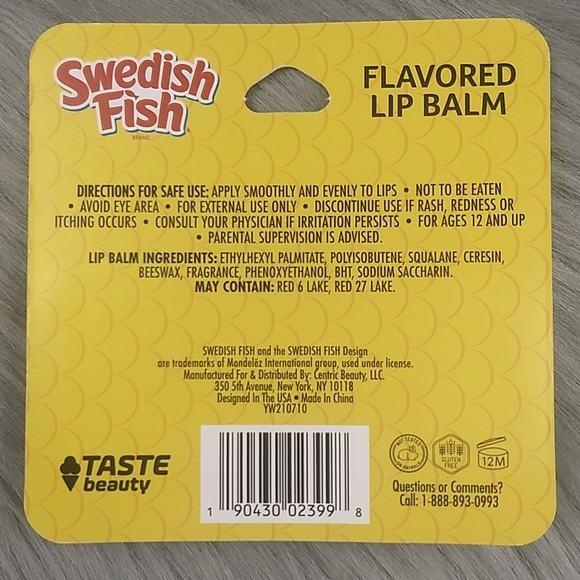 Swedish
Fish®
BRAND
FLAVORED
LIP BALM
DIRECTIONS FOR SAFE USE: APPLY SMOOTHLY AND EVENLY TO LIPS • NOT TO BE EATEN
• AVOID EYE AREA • FOR EXTERNAL USE ONLY • DISCONTINUE USE IF RASH, REDNESS OR
ITCHING OCCURS • CONSULT YOUR PHYSICIAN IF IRRITATION PERSISTS • FOR AGES 12 AND UP
• PARENTAL SUPERVISION IS ADVISED.
LIP BALM INGREDIENTS: ETHYLHEXYL PALMITATE, POLYISOBUTENE, SQUALANE, CERESIN,
BEESWAX, FRAGRANCE, PHENOXYETHANOL, BHT, SODIUM SACCHARIN.
MAY CONTAIN: RED 6 LAKE, RED 27 LAKE.
SWEDISH FISH and the SWEDISH FISH Design
are trademarks of Mondelēz International group, used under license.
Manufactured For & Distributed By: Centric Beauty, LLC.
350 5th Avenue, New York, NY 10118
Designed In The USA • Made In China
YW210710
TASTE
beauty
1 90430 02399 8
NOT TESTED
ON ANIMALS
GLUTEN
FREE
12M
Questions or Comments?
Call: 1-888-893-0993